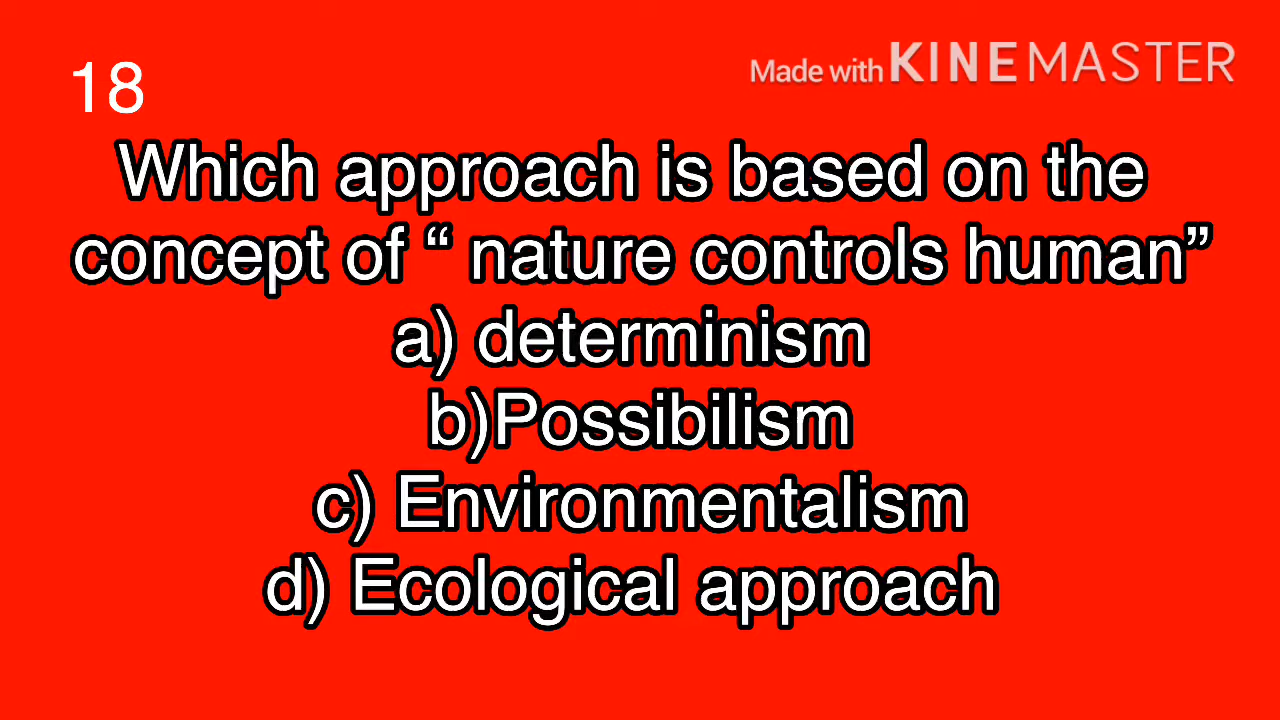 18
Made with KINEMASTER
Which approach is based on the
concept of “ nature controls human”
a) determinism
b)Possibilism
c) Environmentalism
d) Ecological approach